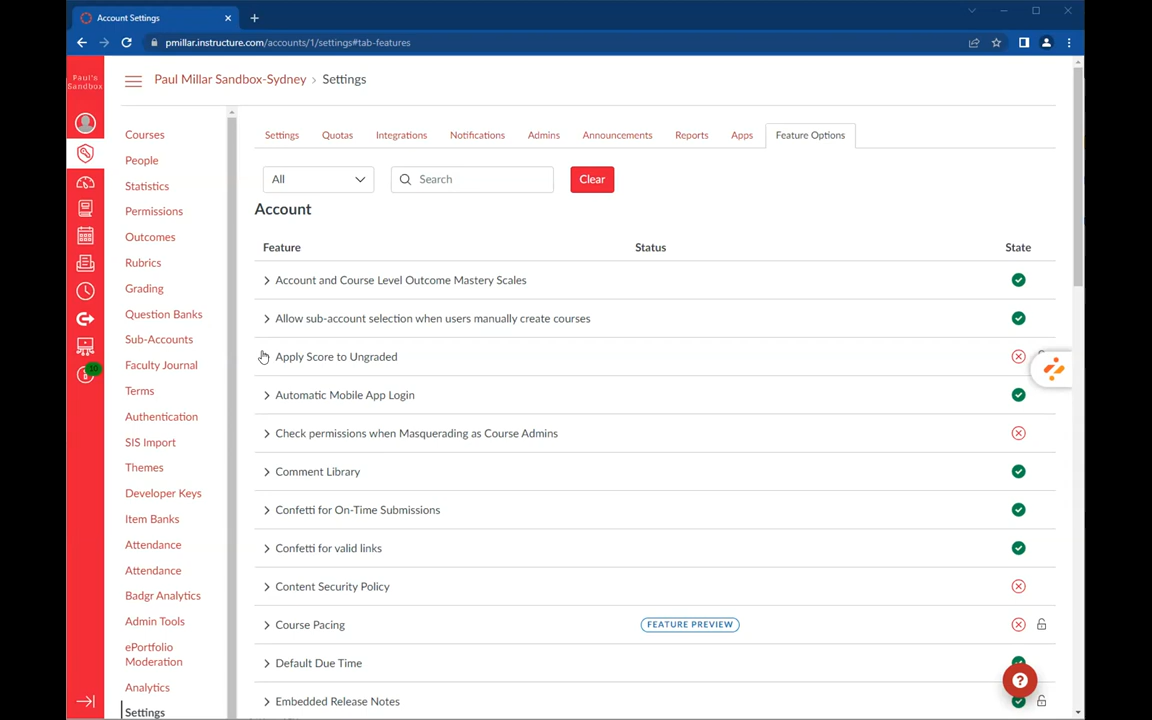 Account Settings
pmillar.instructure.com/accounts/1/settings#tab-features
Paul's
Sandbox
Paul Millar Sandbox-Sydney > Settings
10
Courses
People
Statistics
Permissions
Outcomes
Rubrics
Grading
Question Banks
Sub-Accounts
Faculty Journal
Terms
Authentication
SIS Import
Themes
Developer Keys
Item Banks
Attendance
Attendance
Badgr Analytics
Admin Tools
ePortfolio
Moderation
Analytics
Settings
Settings Quotas Integrations Notifications Admins Announcements Reports Apps Feature Options
All Search Clear
Account
Feature Status State
Account and Course Level Outcome Mastery Scales
Allow sub-account selection when users manually create courses
Apply Score to Ungraded
Automatic Mobile App Login
Check permissions when Masquerading as Course Admins
Comment Library
Confetti for On-Time Submissions
Confetti for valid links
Content Security Policy
Course Pacing FEATURE PREVIEW
Default Due Time
Embedded Release Notes
?